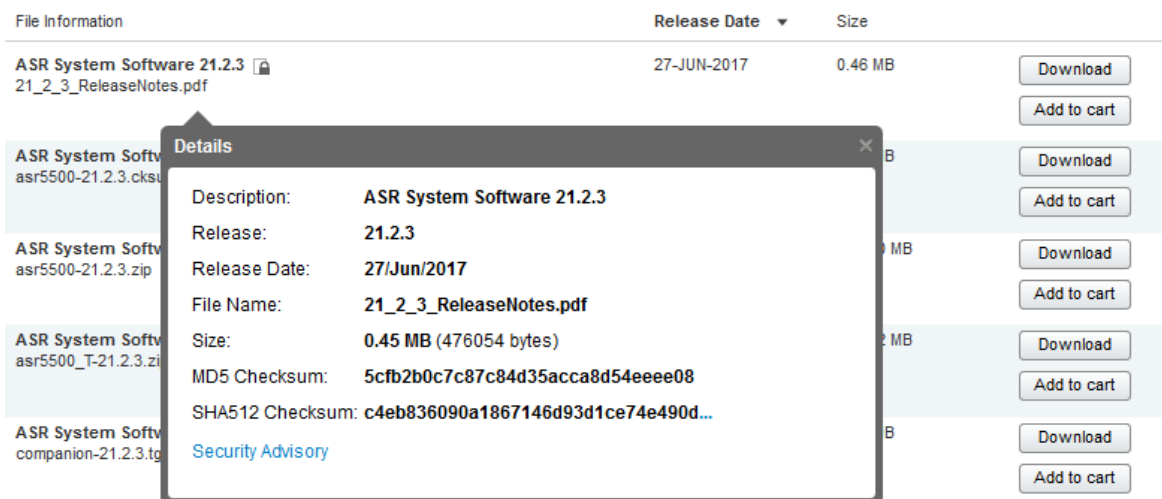 File Information Release Date Size
ASR System Software 21.2.3 27-JUN-2017 0.46 MB Download
21_2_3_ReleaseNotes.pdf
Add to cart
Details
ASR System Softw B Download
asr5500-21.2.3.cksu
Add to cart
Description: ASR System Software 21.2.3
Release: 21.2.3
ASR System Softw MB Download
asr5500-21.2.3.zip
Release Date: 27/Jun/2017
Add to cart
File Name: 21_2_3_ReleaseNotes.pdf
ASR System Softw MB Download
asr5500_T-21.2.3.zi
Size: 0.45 MB (476054 bytes)
MD5 Checksum: 5cfb2b0c7c87c84d35acca8d54eeee08
Add to cart
SHA512 Checksum: c4eb836090a1867146d93d1ce74e490d...
ASR System Softw B Download
companion-21.2.3.tg
Security Advisory
Add to cart